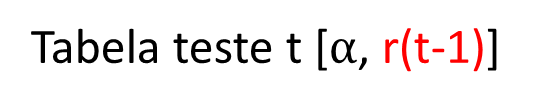 Tabela teste t [α, r(t-1)]